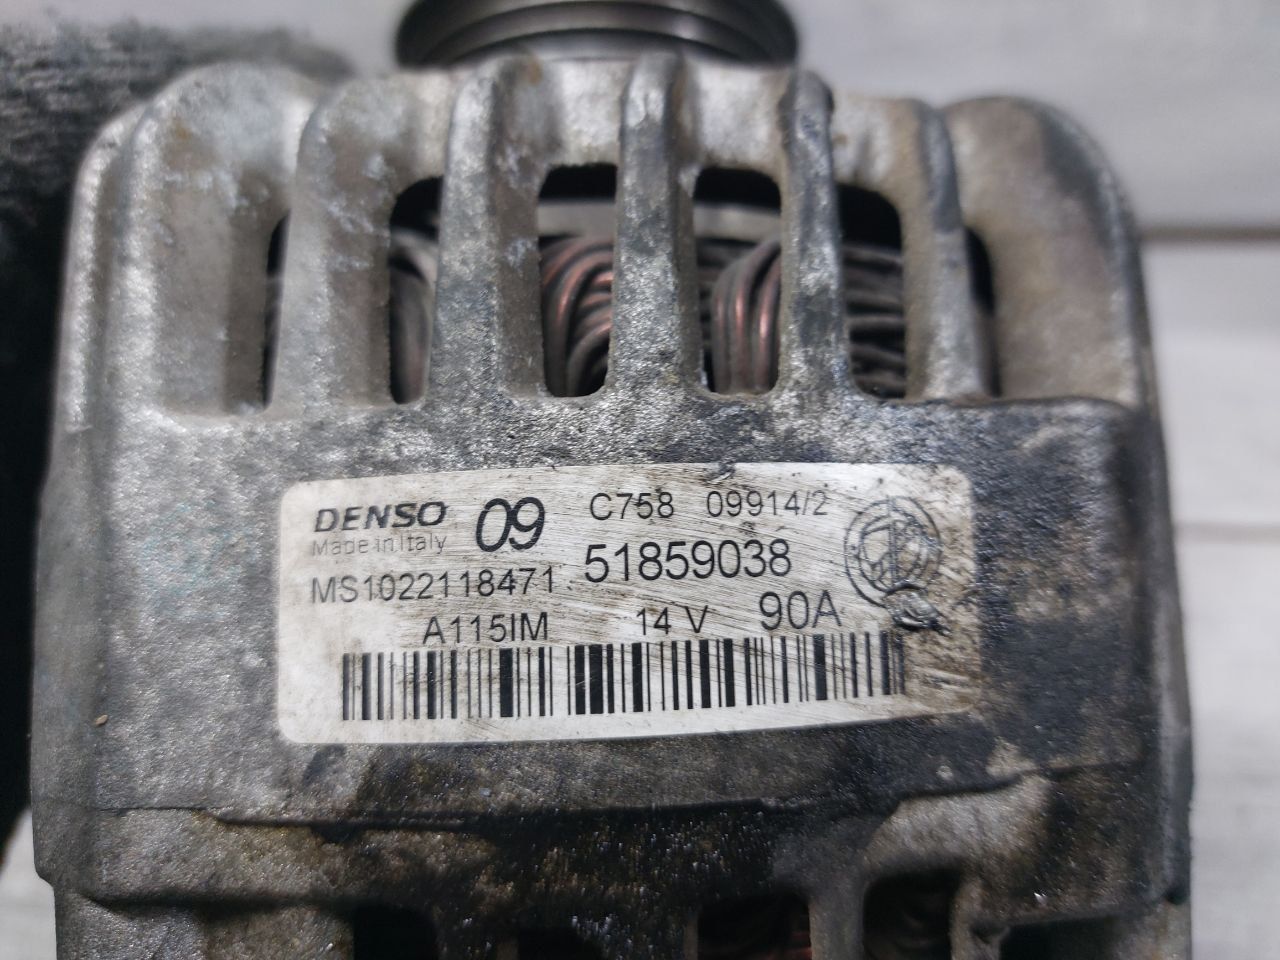 DENSO 09 C758 09914/2
Made in Italy
MS1022118471 51859038
A115IM 14 V 90A